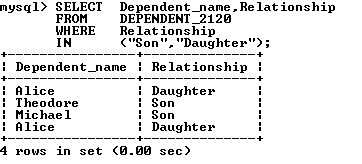 mysql> SELECT Dependent_name,Relationship
FROM DEPENDENT_2120
WHERE Relationship
IN ("Son","Daughter");
+----------------+--------------+
| Dependent_name | Relationship |
+----------------+--------------+
| Alice | Daughter |
| Theodore | Son |
| Michael | Son |
| Alice | Daughter |
+----------------+--------------+
4 rows in set (0.00 sec)